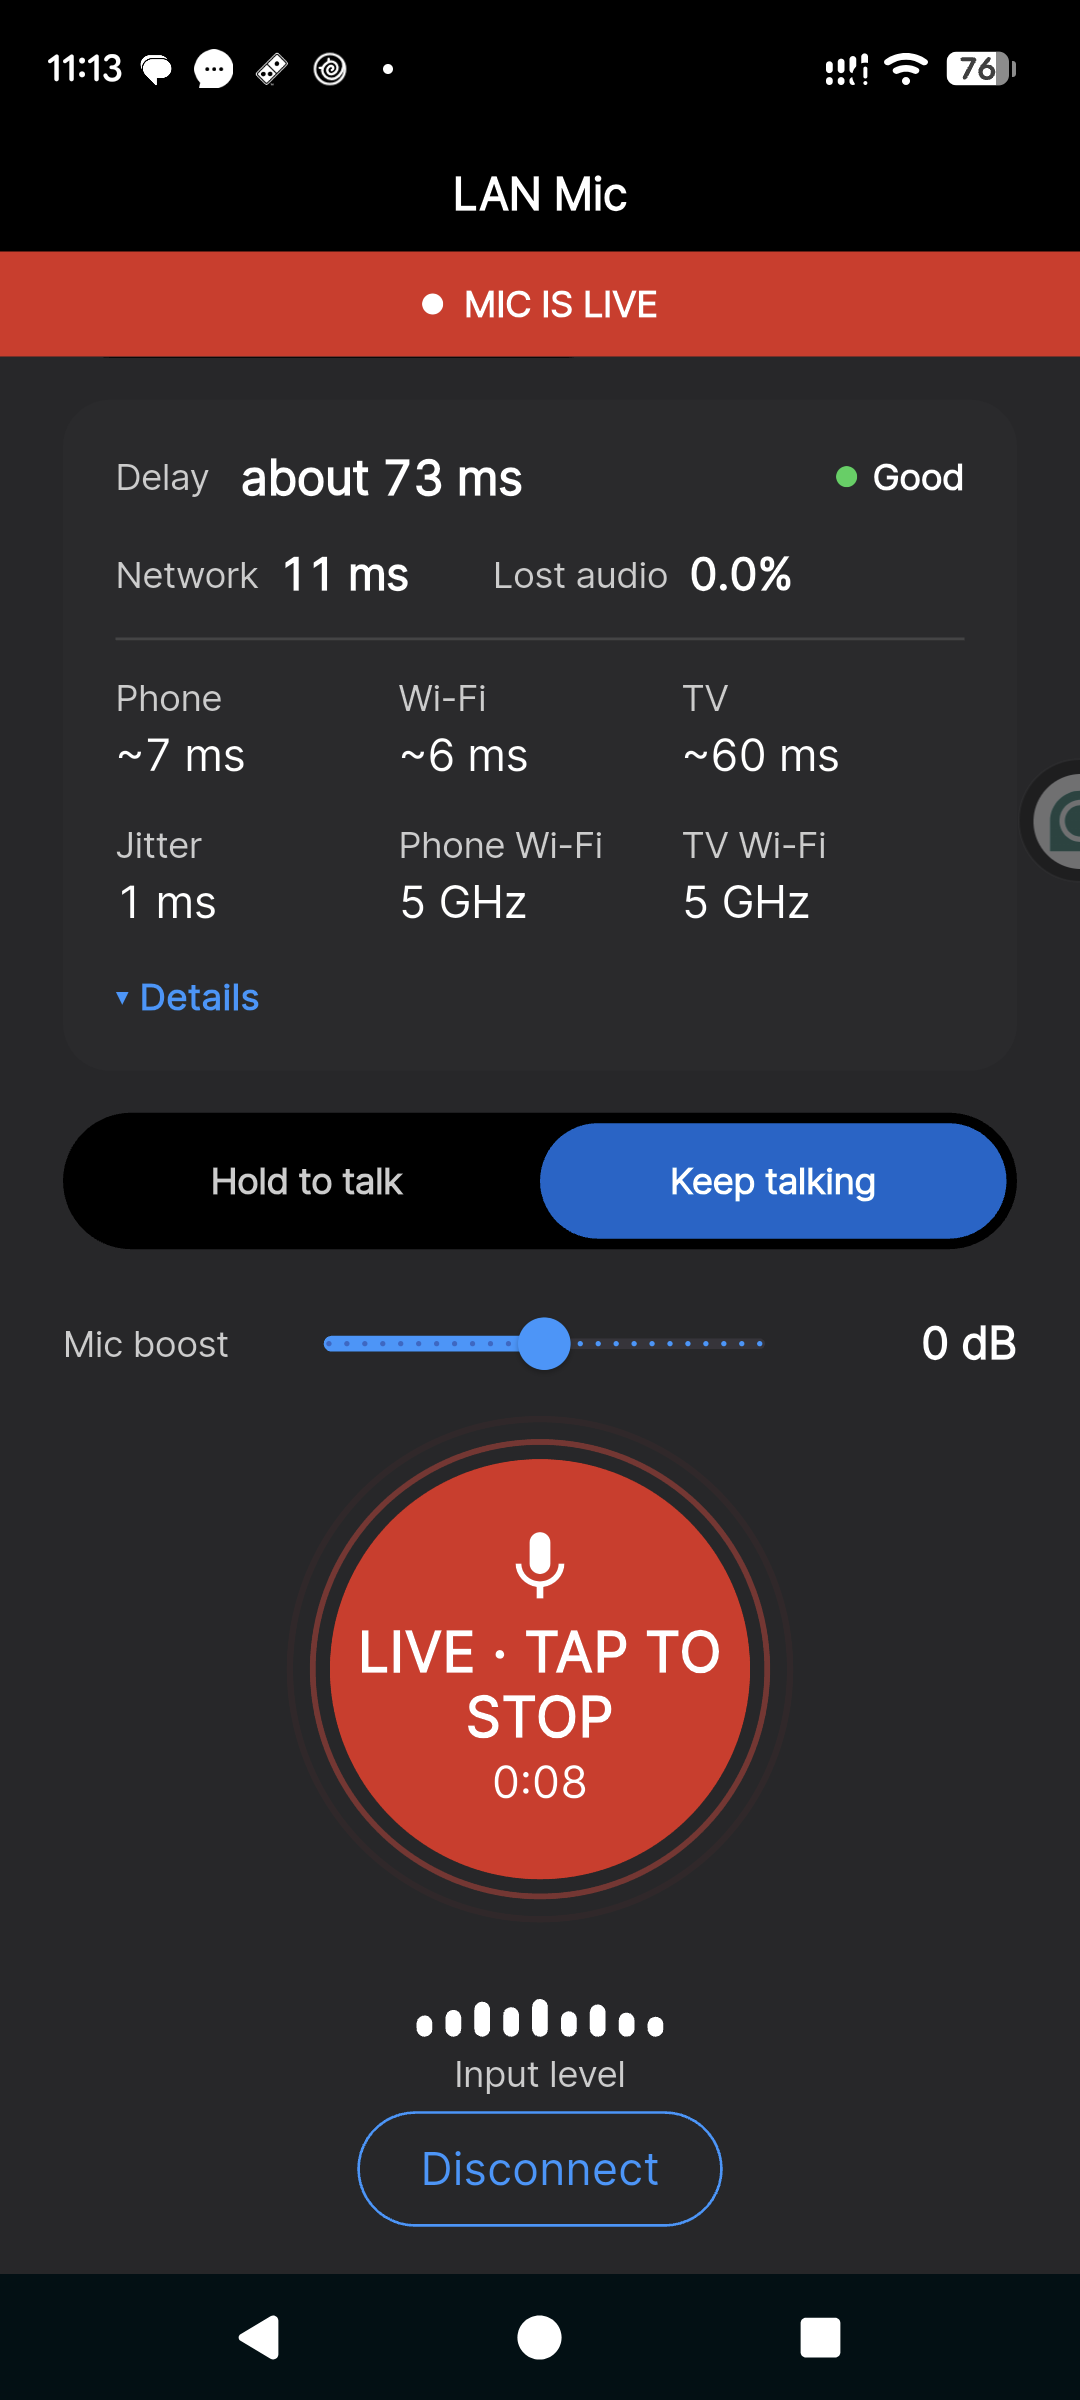 11:13
76
LAN Mic
MIC IS LIVE
Delay about 73 ms Good
Network 11 ms Lost audio 0.0%
Phone Wi-Fi TV
~7 ms ~6 ms ~60 ms
Jitter Phone Wi-Fi TV Wi-Fi
1 ms 5 GHz 5 GHz
▾ Details
Hold to talk Keep talking
Mic boost 0 dB
LIVE · TAP TO
STOP
0:08
Input level
Disconnect